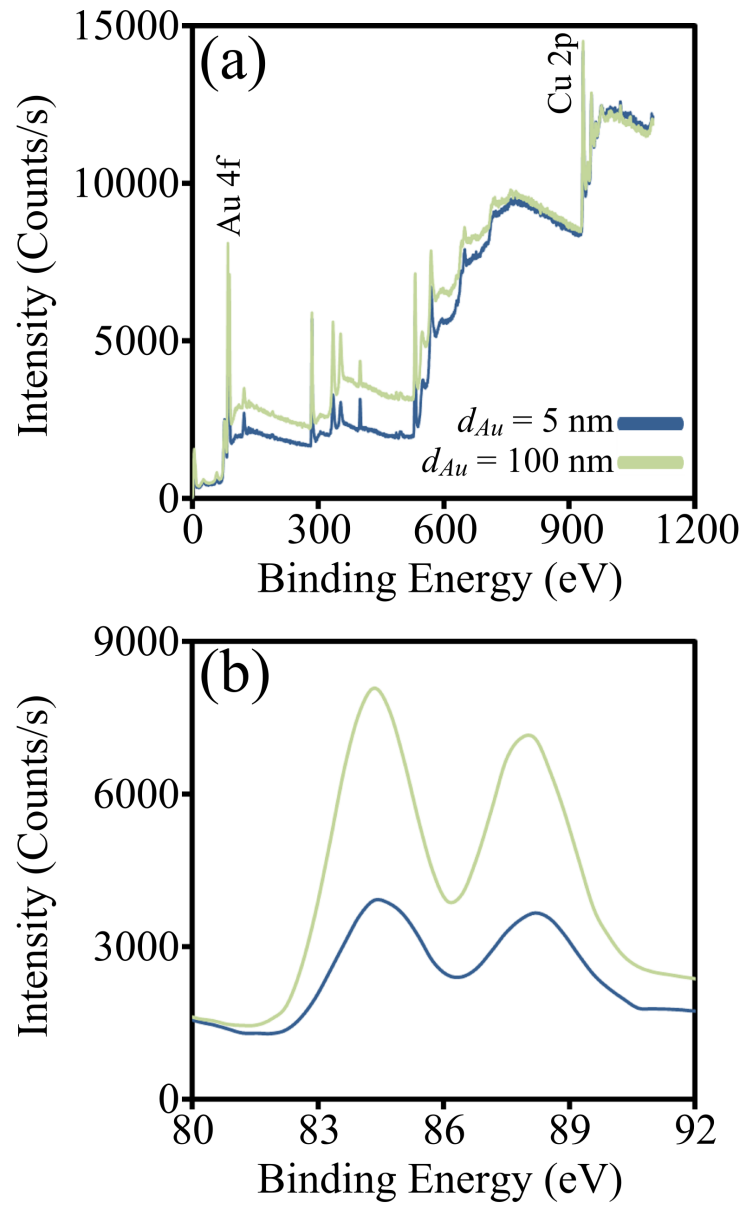 (a)
15000
10000
5000
0
Intensity (Counts/s)
Au 4f
Cu 2p
d_Au = 5 nm
d_Au = 100 nm
0 300 600 900 1200
Binding Energy (eV)
(b)
9000
6000
3000
0
Intensity (Counts/s)
80 83 86 89 92
Binding Energy (eV)